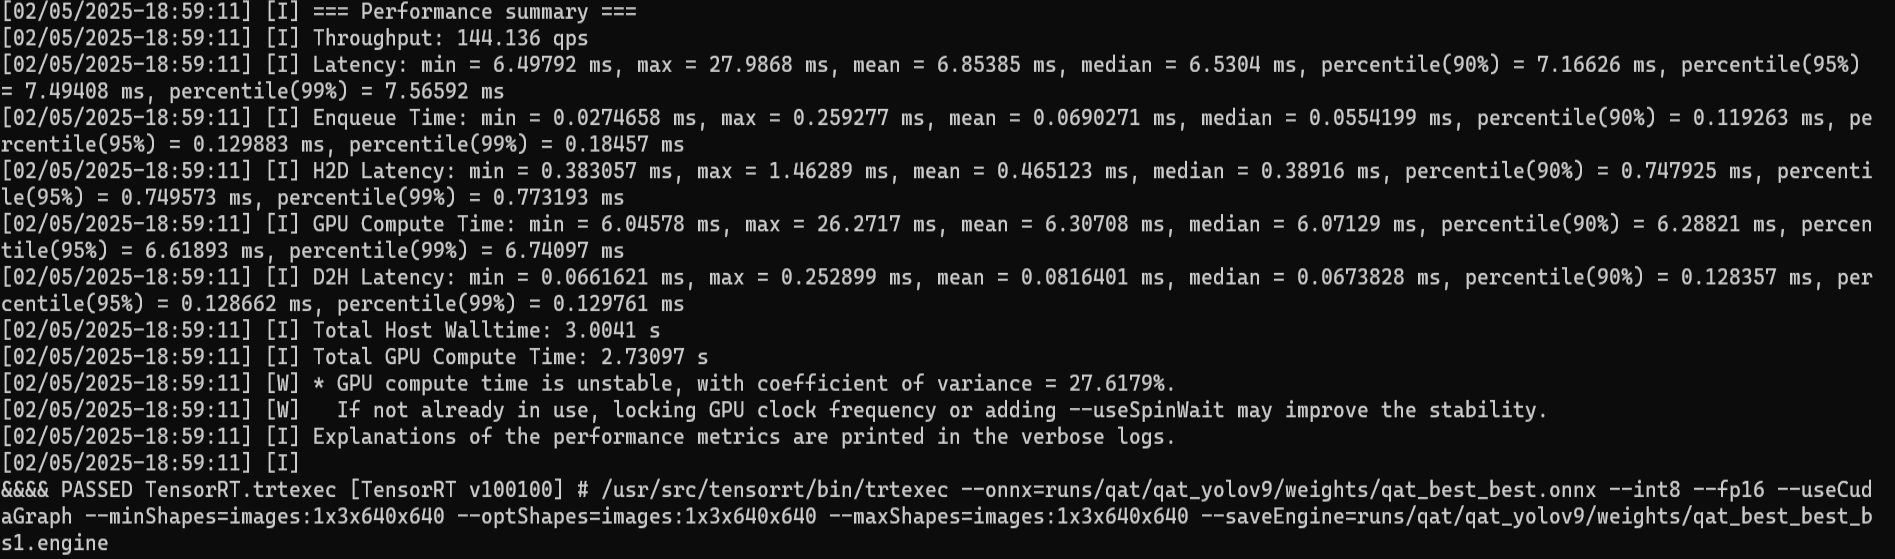 [02/05/2025-18:59:11] [I] === Performance summary ===
[02/05/2025-18:59:11] [I] Throughput: 144.136 qps
[02/05/2025-18:59:11] [I] Latency: min = 6.49792 ms, max = 27.9868 ms, mean = 6.85385 ms, median = 6.5304 ms, percentile(90%) = 7.16626 ms, percentile(95%)
= 7.49408 ms, percentile(99%) = 7.56592 ms
[02/05/2025-18:59:11] [I] Enqueue Time: min = 0.0274658 ms, max = 0.259277 ms, mean = 0.0690271 ms, median = 0.0554199 ms, percentile(90%) = 0.119263 ms, pe
rcentile(95%) = 0.129883 ms, percentile(99%) = 0.18457 ms
[02/05/2025-18:59:11] [I] H2D Latency: min = 0.383057 ms, max = 1.46289 ms, mean = 0.465123 ms, median = 0.38916 ms, percentile(90%) = 0.747925 ms, percenti
le(95%) = 0.749573 ms, percentile(99%) = 0.773193 ms
[02/05/2025-18:59:11] [I] GPU Compute Time: min = 6.04578 ms, max = 26.2717 ms, mean = 6.30708 ms, median = 6.07129 ms, percentile(90%) = 6.28821 ms, percen
tile(95%) = 6.61893 ms, percentile(99%) = 6.74097 ms
[02/05/2025-18:59:11] [I] D2H Latency: min = 0.0661621 ms, max = 0.252899 ms, mean = 0.0816401 ms, median = 0.0673828 ms, percentile(90%) = 0.128357 ms, per
centile(95%) = 0.128662 ms, percentile(99%) = 0.129761 ms
[02/05/2025-18:59:11] [I] Total Host Walltime: 3.0041 s
[02/05/2025-18:59:11] [I] Total GPU Compute Time: 2.73097 s
[02/05/2025-18:59:11] [W] * GPU compute time is unstable, with coefficient of variance = 27.6179%.
[02/05/2025-18:59:11] [W]   If not already in use, locking GPU clock frequency or adding --useSpinWait may improve the stability.
[02/05/2025-18:59:11] [I] Explanations of the performance metrics are printed in the verbose logs.
[02/05/2025-18:59:11] [I]
&&&& PASSED TensorRT.trtexec [TensorRT v100100] # /usr/src/tensorrt/bin/trtexec --onnx=runs/qat/qat_yolov9/weights/qat_best_best.onnx --int8 --fp16 --useCud
aGraph --minShapes=images:1x3x640x640 --optShapes=images:1x3x640x640 --maxShapes=images:1x3x640x640 --saveEngine=runs/qat/qat_yolov9/weights/qat_best_best_b
s1.engine